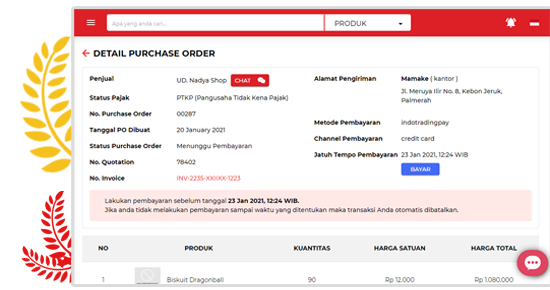 Apa yang anda cari...
PRODUK
DETAIL PURCHASE ORDER
Penjual UD. Nadya Shop CHAT
Status Pajak PTKP (Pangusaha Tidak Kena Pajak)
No. Purchase Order 00287
Tanggal PO Dibuat 20 January 2021
Status Purchase Order Menunggu Pembayaran
No. Quotation 78402
No. Invoice INV-2235-XXIXXX-1223
Alamat Pengiriman Mamake ( kantor )
Jl. Meruya Ilir No. 8, Kebon Jeruk,
Palmerah
Metode Pembayaran indotradingpay
Channel Pembayaran credit card
Jatuh Tempo Pembayaran 23 Jan 2021, 12:24 WIB
BAYAR
Lakukan pembayaran sebelum tanggal 23 Jan 2021, 12:24 WIB.
Jika anda tidak melakukan pembayaran sampai waktu yang ditentukan maka transaksi Anda otomatis dibatalkan.
NO PRODUK KUANTITAS HARGA SATUAN HARGA TOTAL
1 Biskuit Dragonball 90 Rp 12.000 Rp 1.080.000